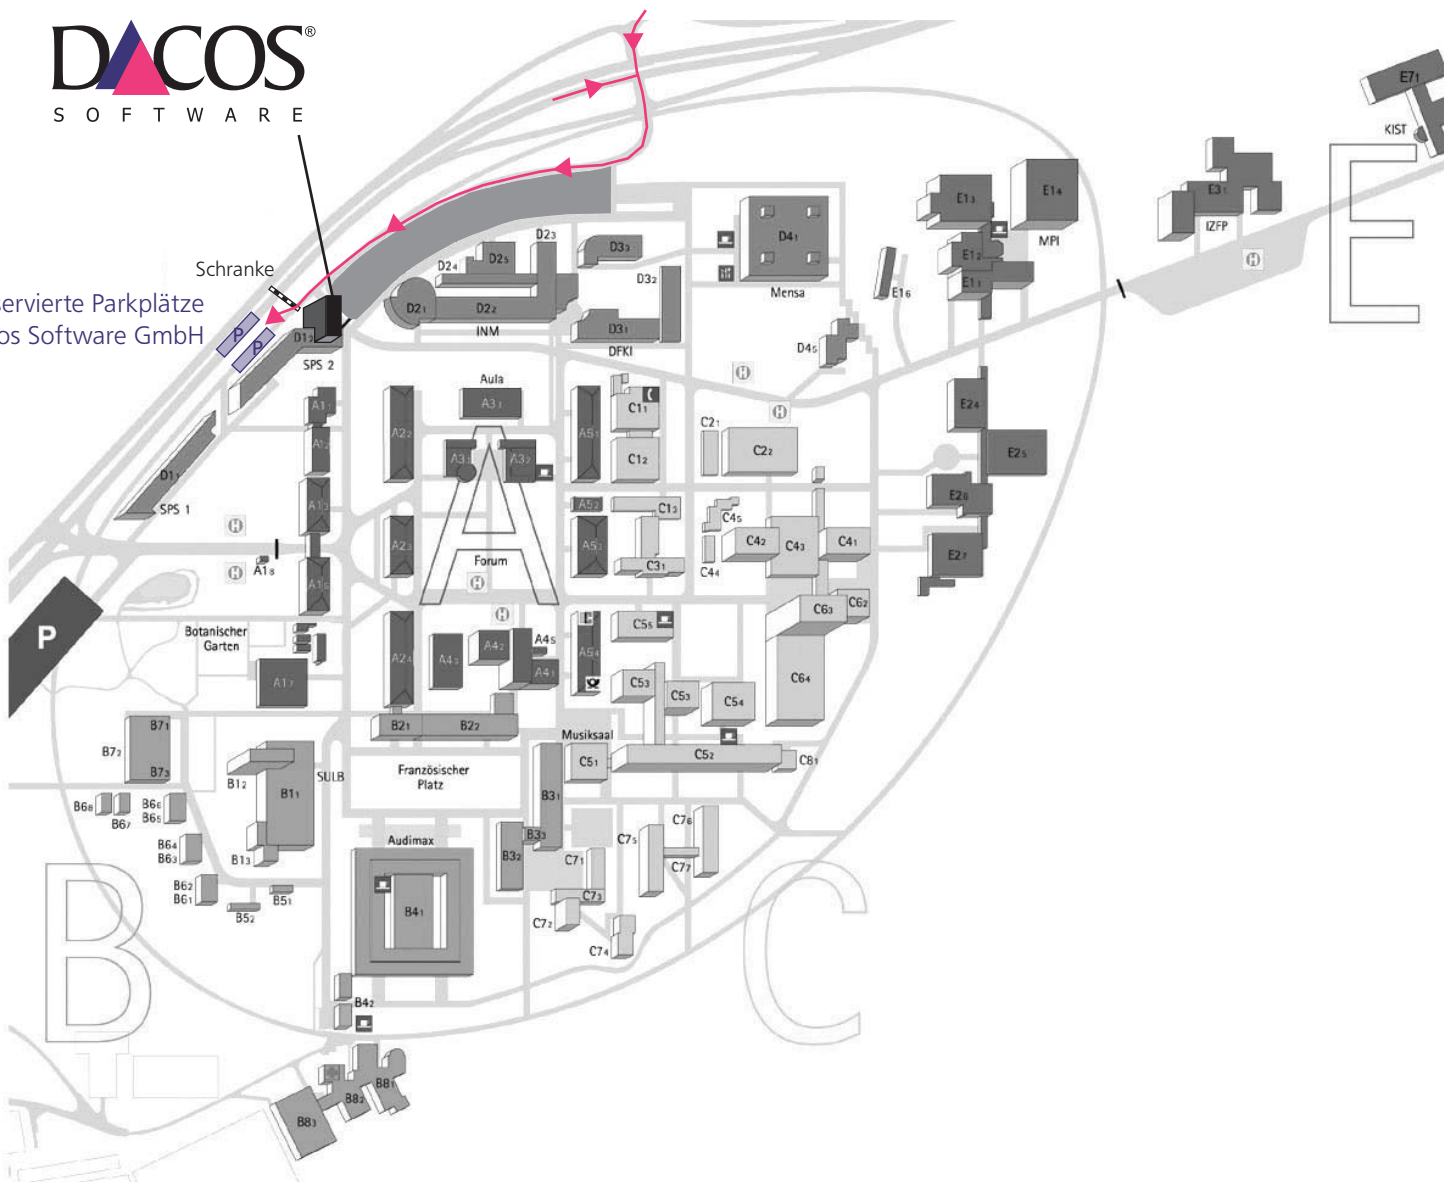 DACOS®
SOFTWARE
E7₁
KIST
E
E1₃
E1₄
MPI
E3₁
IZFP
H
E1₂
E1₁
E1₆
D4₁
Mensa
D3₃
D3₂
D3₁
DFKI
D2₃
D2₅
D2₄
D2₁
D2₂
INM
Schranke
servierte Parkplätze
os Software GmbH
P
P
D1₂
SPS 2
D4₅
H
H
Aula
A3₁
A1₁
A2₂
A5₁
C1₁
C2₁
C2₂
E2₄
A1₂
A3₃
A3₂
C1₂
E2₅
D1₁
SPS 1
A1₃
A5₂
C1₃
C4₅
E2₆
H
A
A2₃
A5₃
C4₂
C4₃
C4₁
E2₇
A1₈
H
A1₅
Forum
H
C3₁
C4₄
P
Botanischer
Garten
H
C6₃
C6₂
A2₄
A4₃
A4₂
A4₅
A4₁
A5₄
C5₅
A1₇
C5₃
C5₃
C5₄
C6₄
B7₁
B7₂
B7₃
B2₁
B2₂
Musiksaal
C5₁
C5₂
C8₁
B1₂
B1₁
SULB
Französischer
Platz
B6₈
B6₇
B6₆
B6₅
B3₁
C7₆
C7₅
C7₇
B6₄
B6₃
B1₃
Audimax
B3₃
B3₂
C7₁
B
B6₂
B6₁
B5₂
B5₁
B4₁
C7₃
C7₂
C7₄
C
B4₂
B8₁
B8₂
B8₃